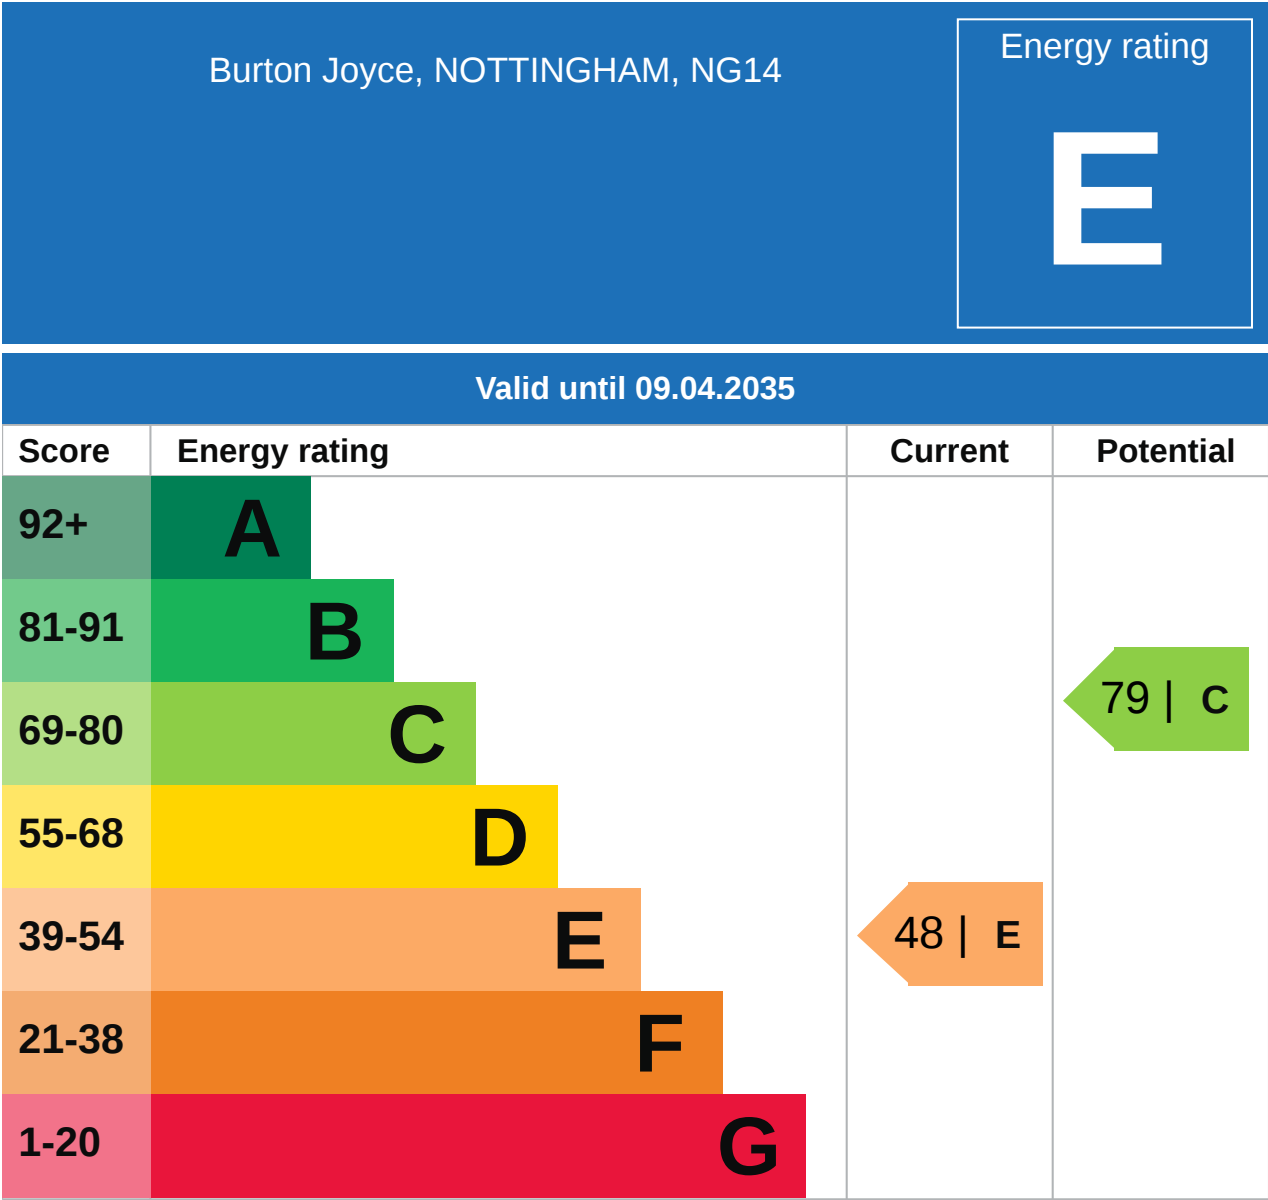 Burton Joyce, NOTTINGHAM, NG14
Energy rating
E
Valid until 09.04.2035
Score Energy rating Current Potential
92+ A
81-91 B
69-80 C
79 | C
55-68 D
39-54 E
48 | E
21-38 F
1-20 G